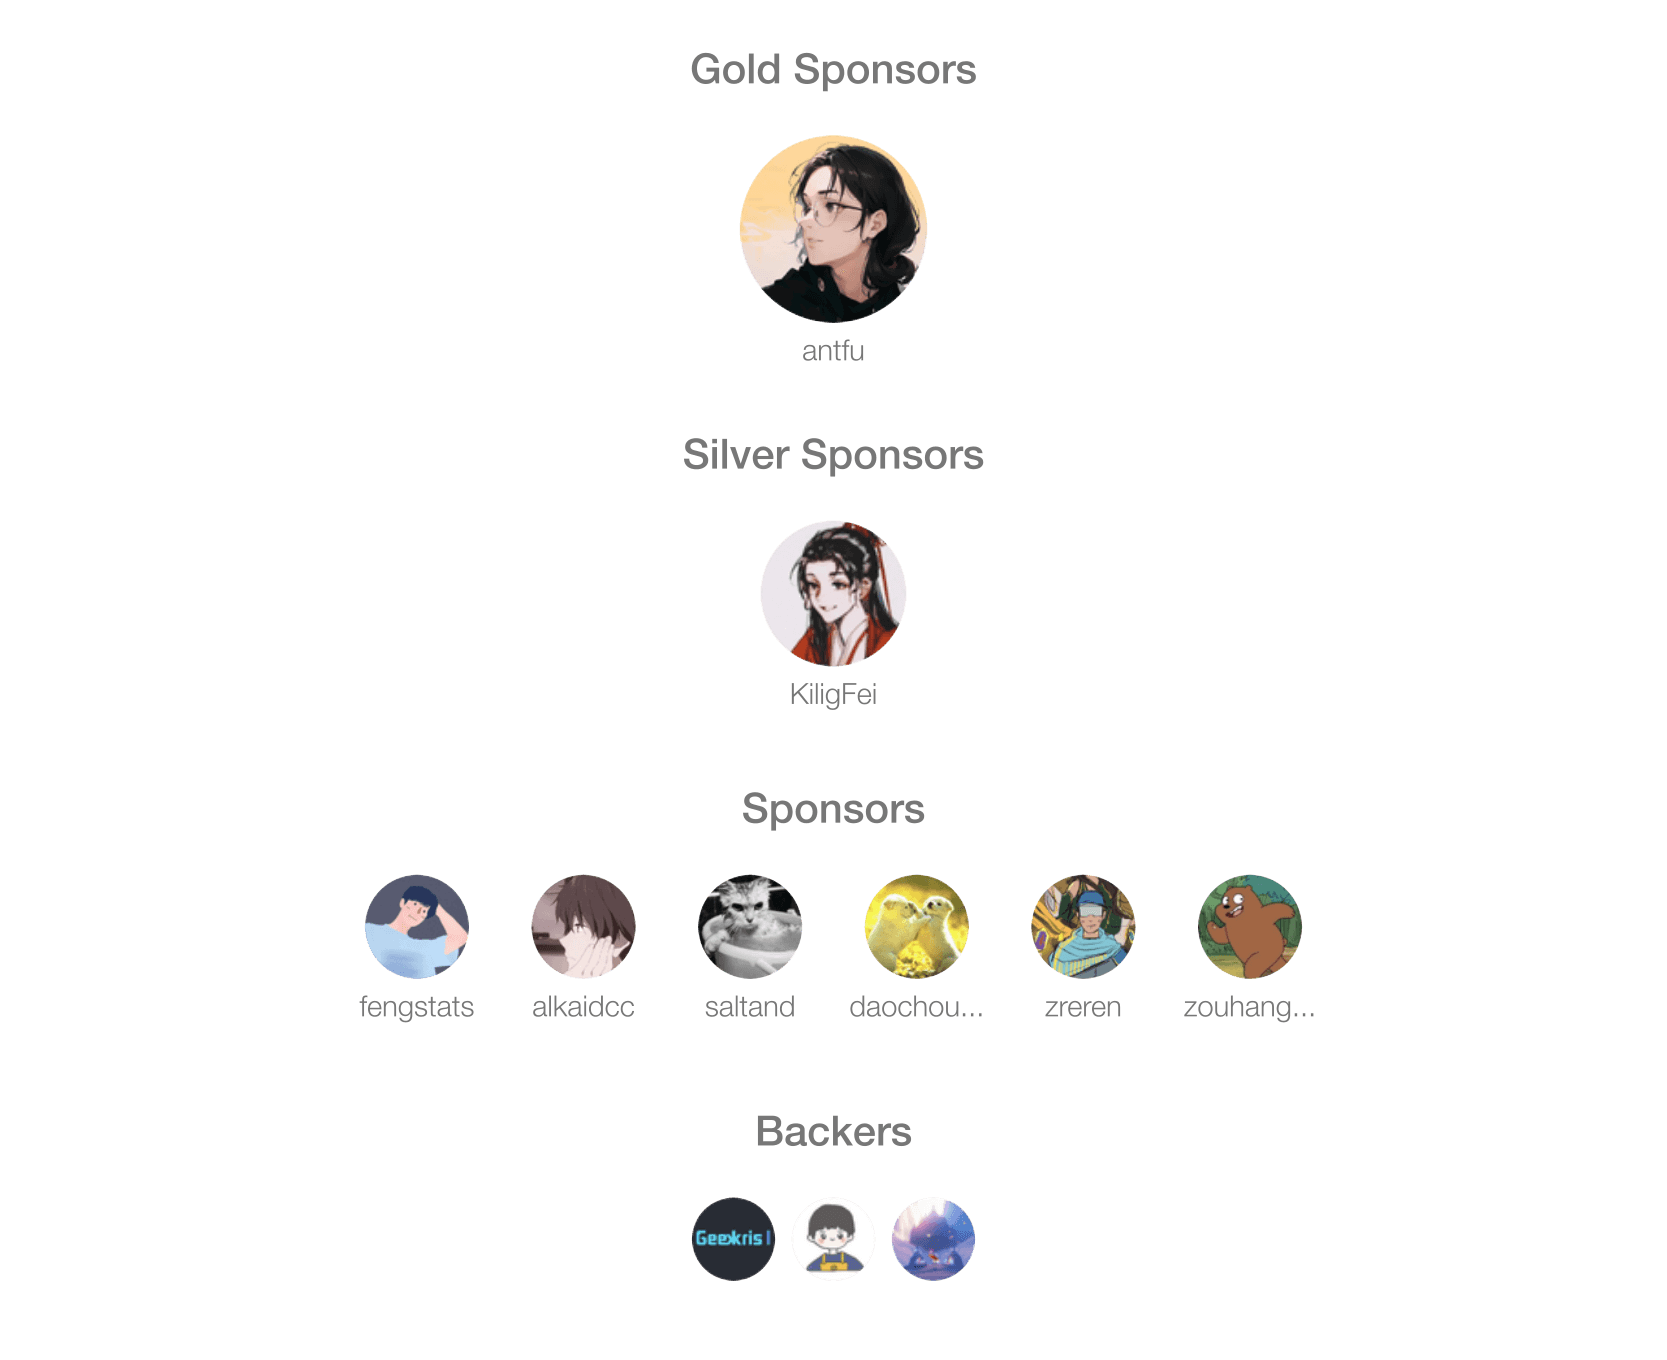 Gold Sponsors
antfu
Silver Sponsors
KiligFei
Sponsors
fengstats alkaidcc saltand daochou... zreren zouhang...
Backers
Geekris